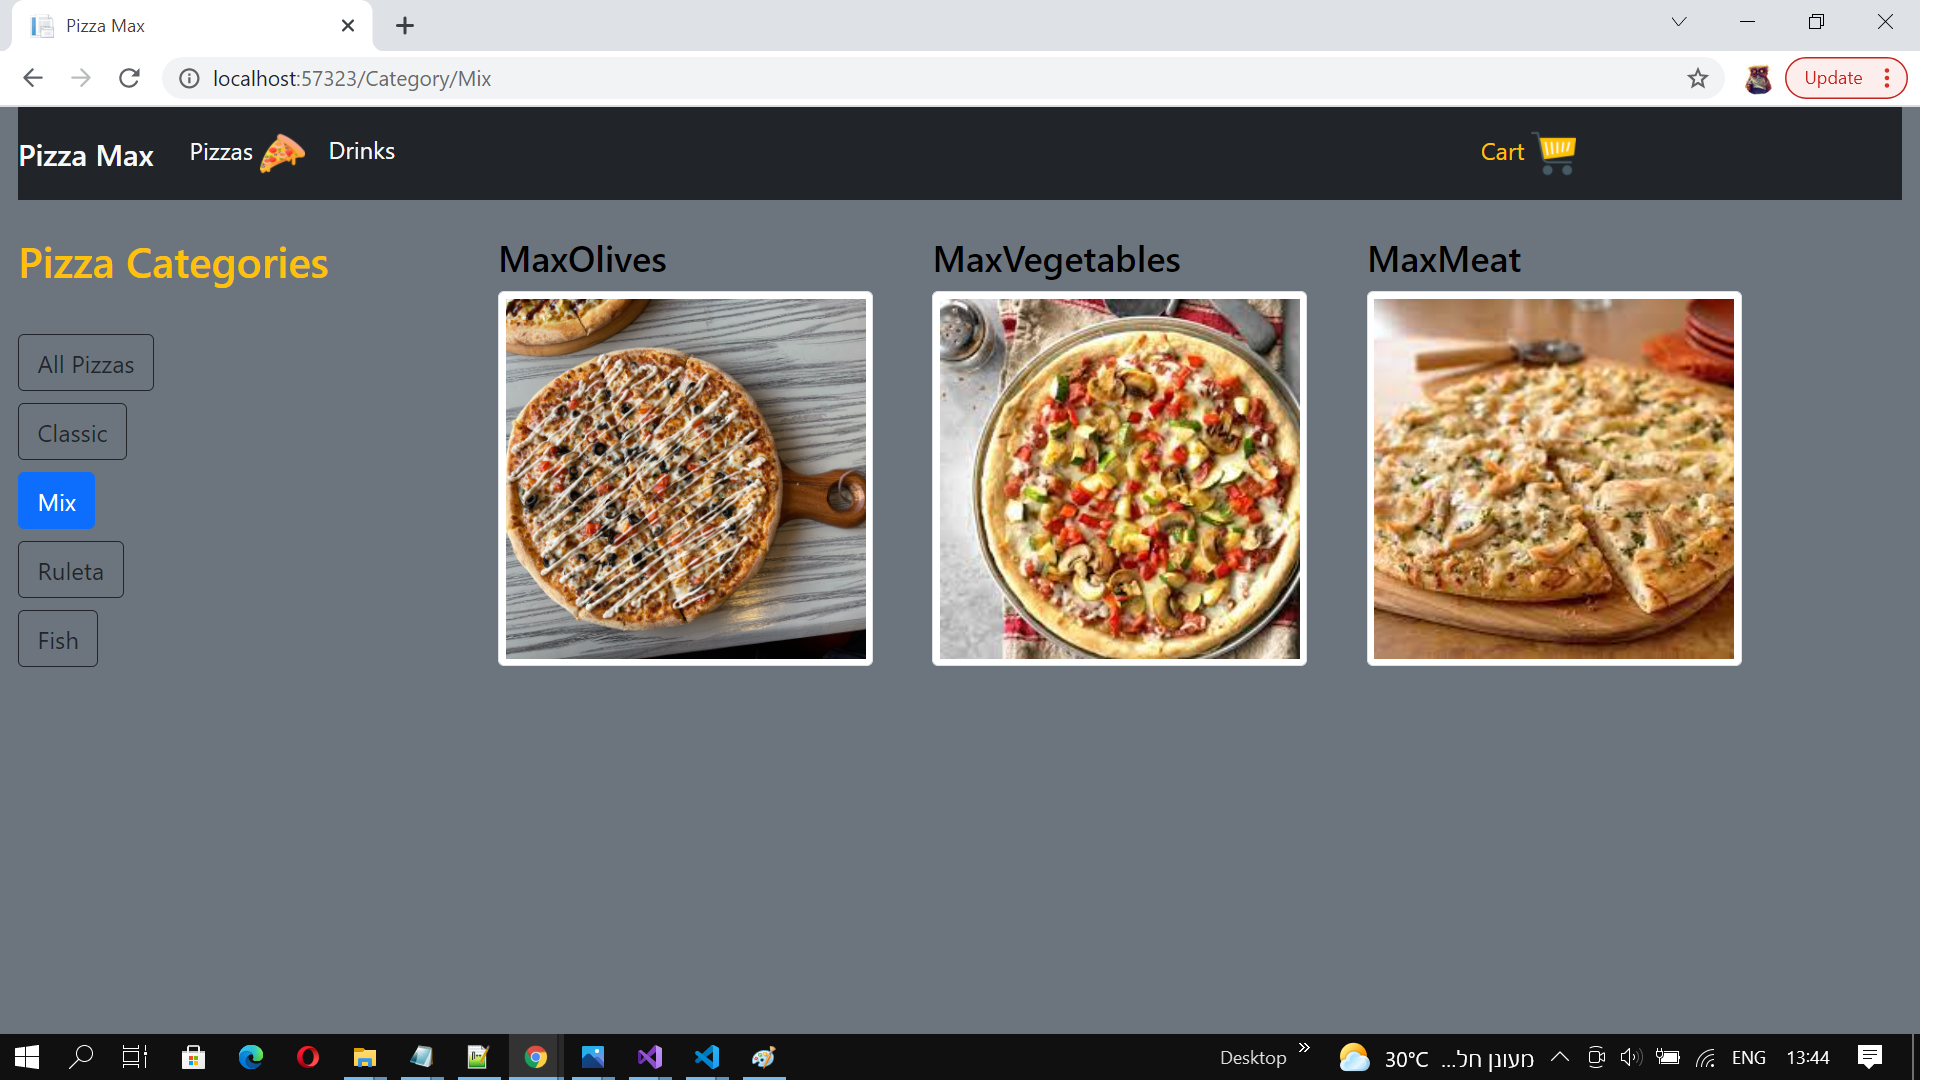 Pizza Max
localhost:57323/Category/Mix
Update
Pizza Max
Pizzas
Drinks
Cart
Pizza Categories
MaxOlives
MaxVegetables
MaxMeat
All Pizzas
Classic
Mix
Ruleta
Fish
Desktop
30°C
מעונן חל...
ENG
13:44